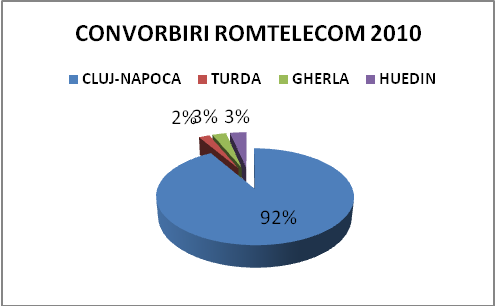 CONVORBIRI ROMTELECOM 2010
CLUJ-NAPOCA TURDA GHERLA HUEDIN
2% 3% 3%
92%